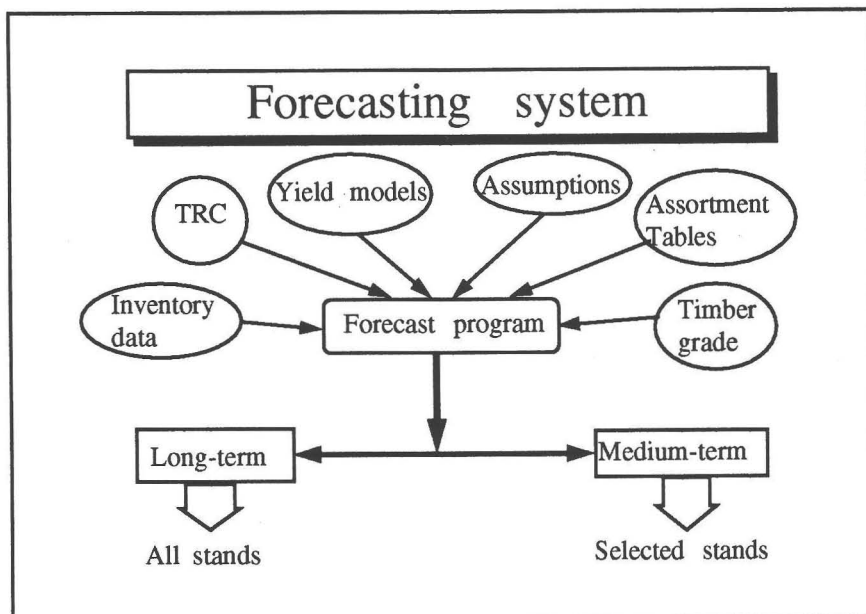 Forecasting system
TRC
Yield models
Assumptions
Assortment
Tables
Inventory
data
Forecast program
Timber
grade
Long-term
Medium-term
All stands
Selected stands